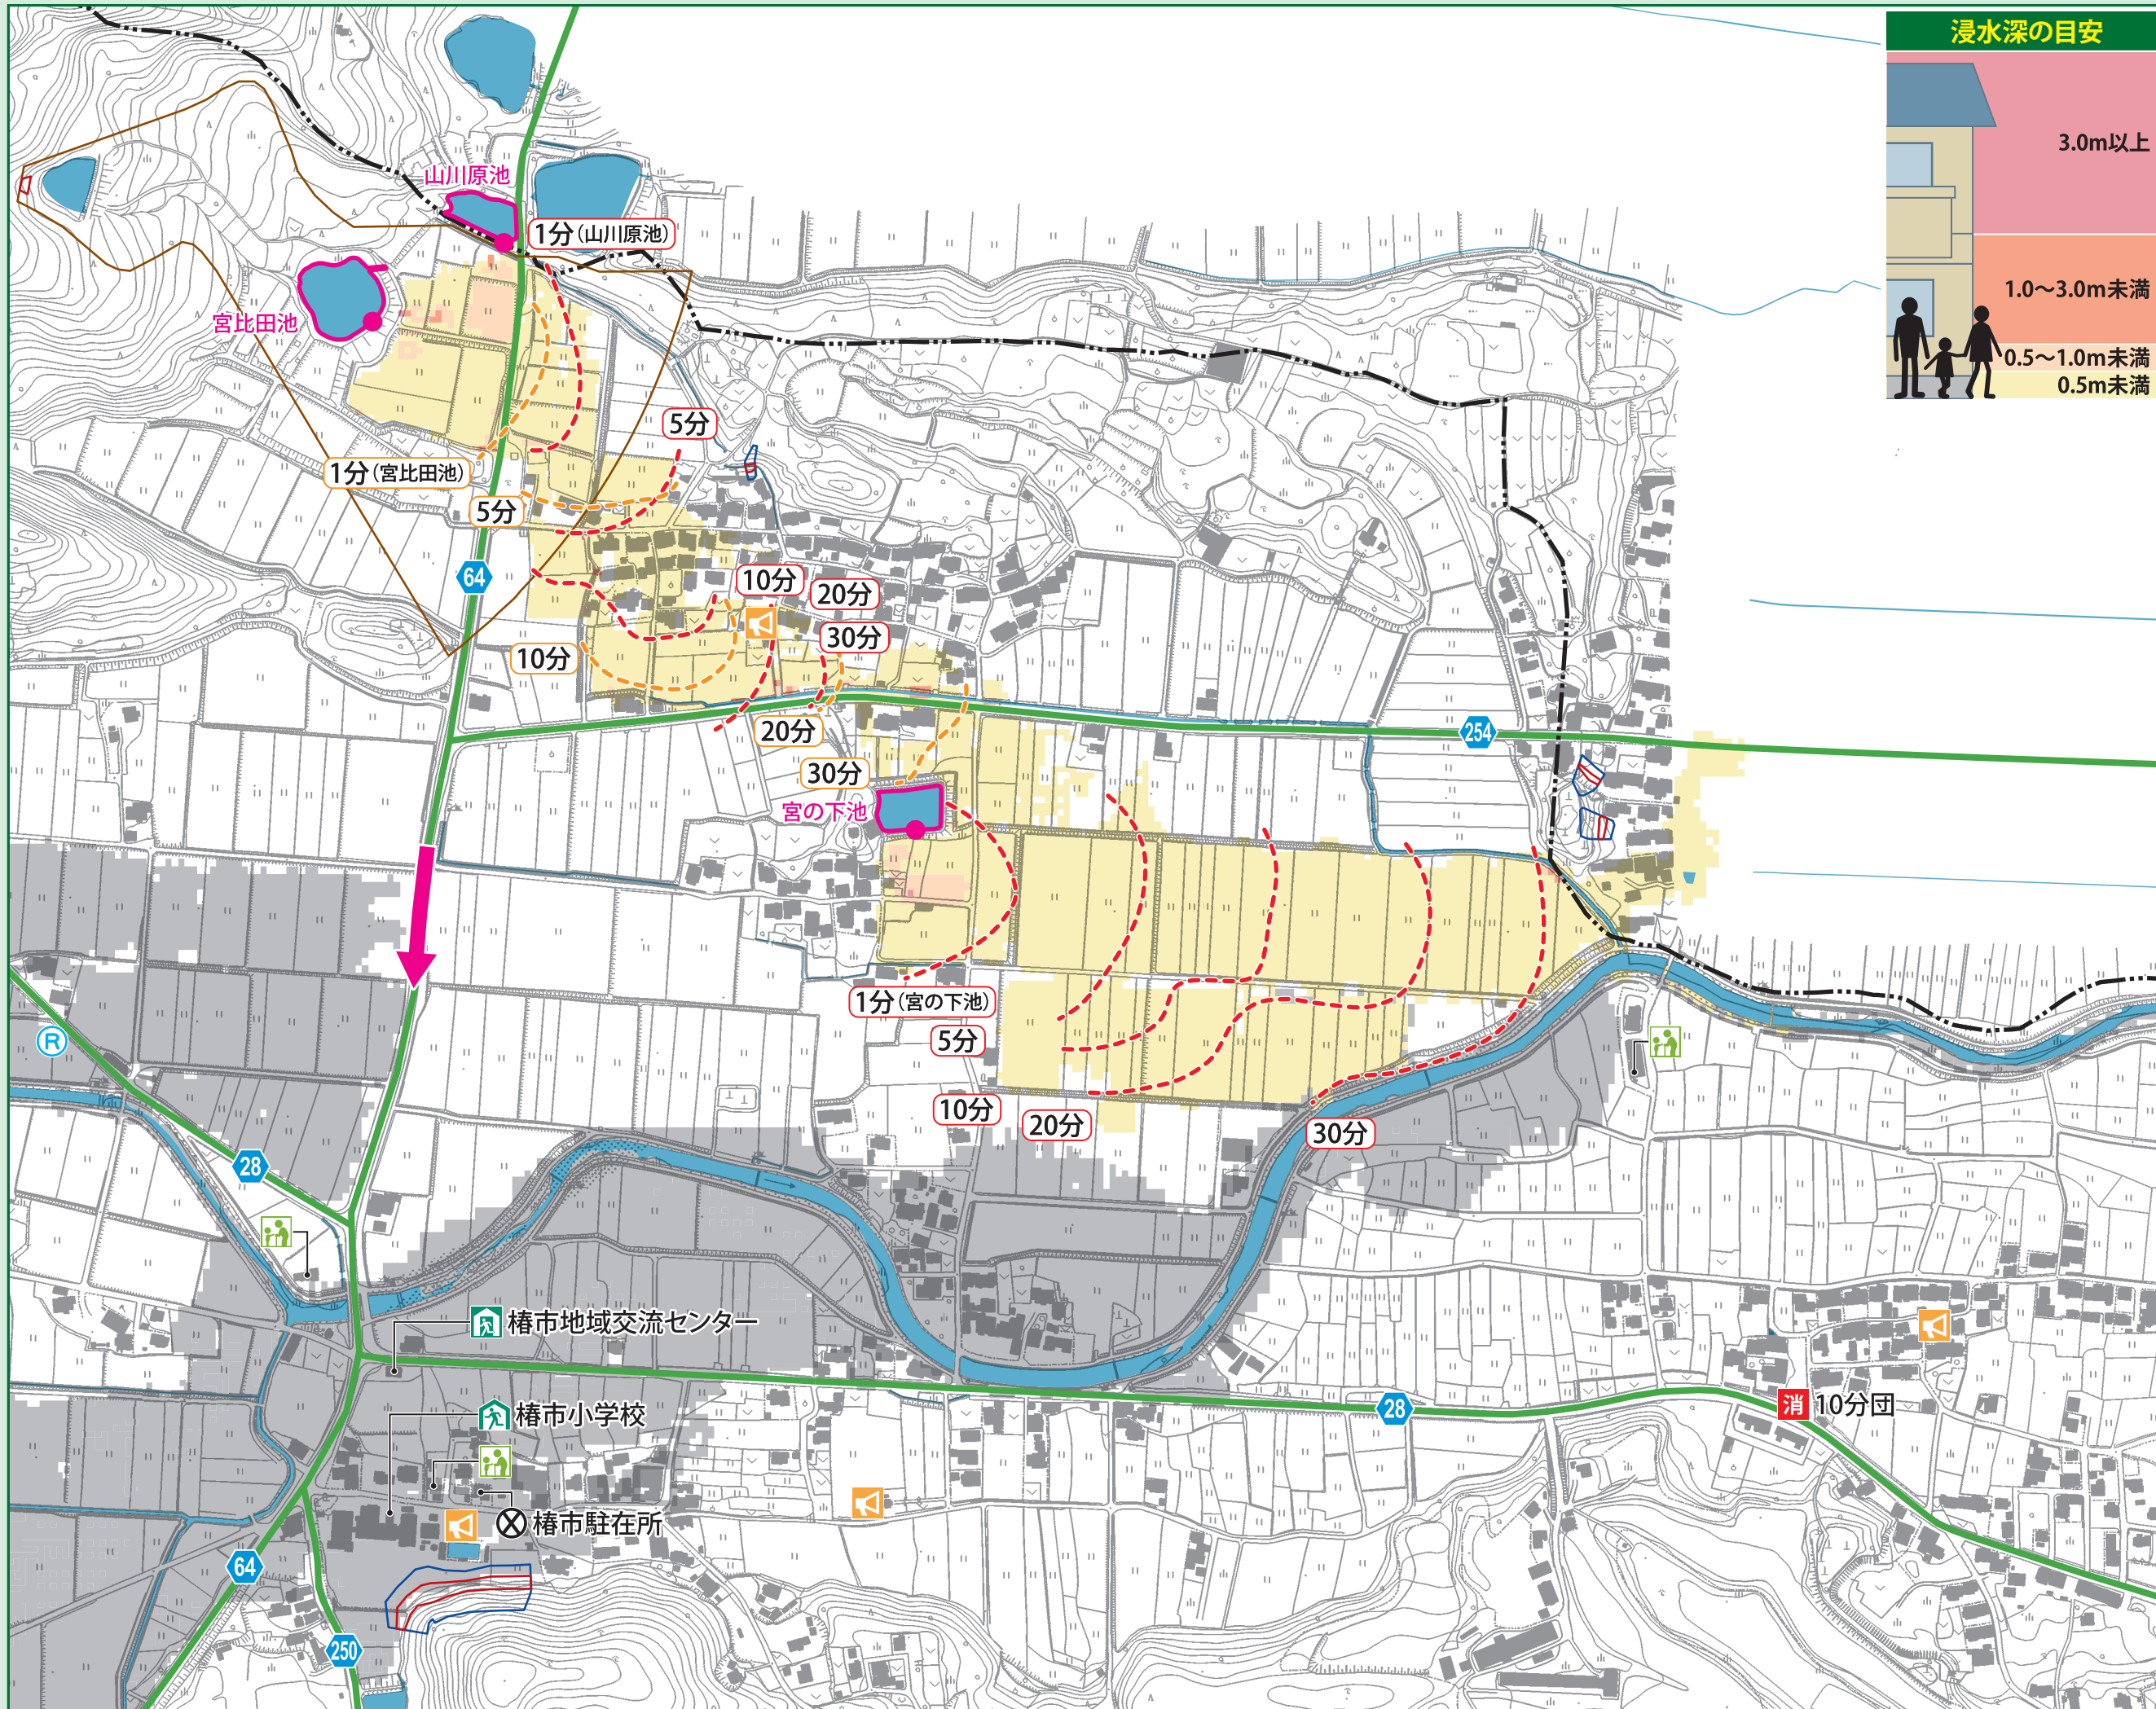 浸水深の目安
3.0m以上
1.0〜3.0m未満
0.5〜1.0m未満
0.5m未満
山川原池
1分（山川原池）
宮比田池
5分
1分（宮比田池）
5分
64
10分
20分
30分
10分
20分
254
30分
宮の下池
1分（宮の下池）
5分
R
10分
20分
30分
28
椿市地域交流センター
28
消
10分団
椿市小学校
椿市駐在所
64
250